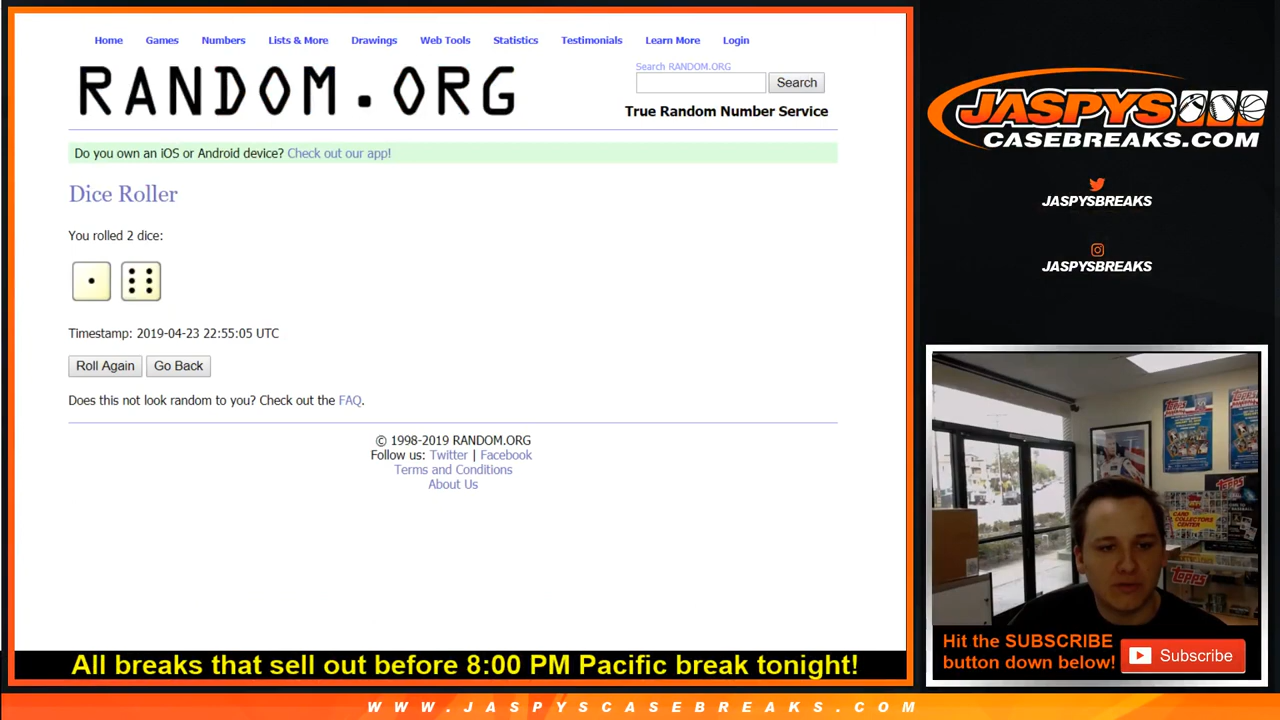 Home Games Numbers Lists & More Drawings Web Tools Statistics Testimonials Learn More Login
RANDOM.ORG
Search RANDOM.ORG
Search
True Random Number Service
Do you own an iOS or Android device? Check out our app!
Dice Roller
You rolled 2 dice:
Timestamp: 2019-04-23 22:55:05 UTC
Roll Again Go Back
Does this not look random to you? Check out the FAQ.
© 1998-2019 RANDOM.ORG
Follow us: Twitter | Facebook
Terms and Conditions
About Us
All breaks that sell out before 8:00 PM Pacific break tonight!
JASPYS
CASEBREAKS.COM
JASPYSBREAKS
JASPYSBREAKS
TOPPS
CARD
COLLECTORS
CENTER
TOPPS
Hit the SUBSCRIBE
button down below!
Subscribe
WWW.JASPYSCASEBREAKS.COM